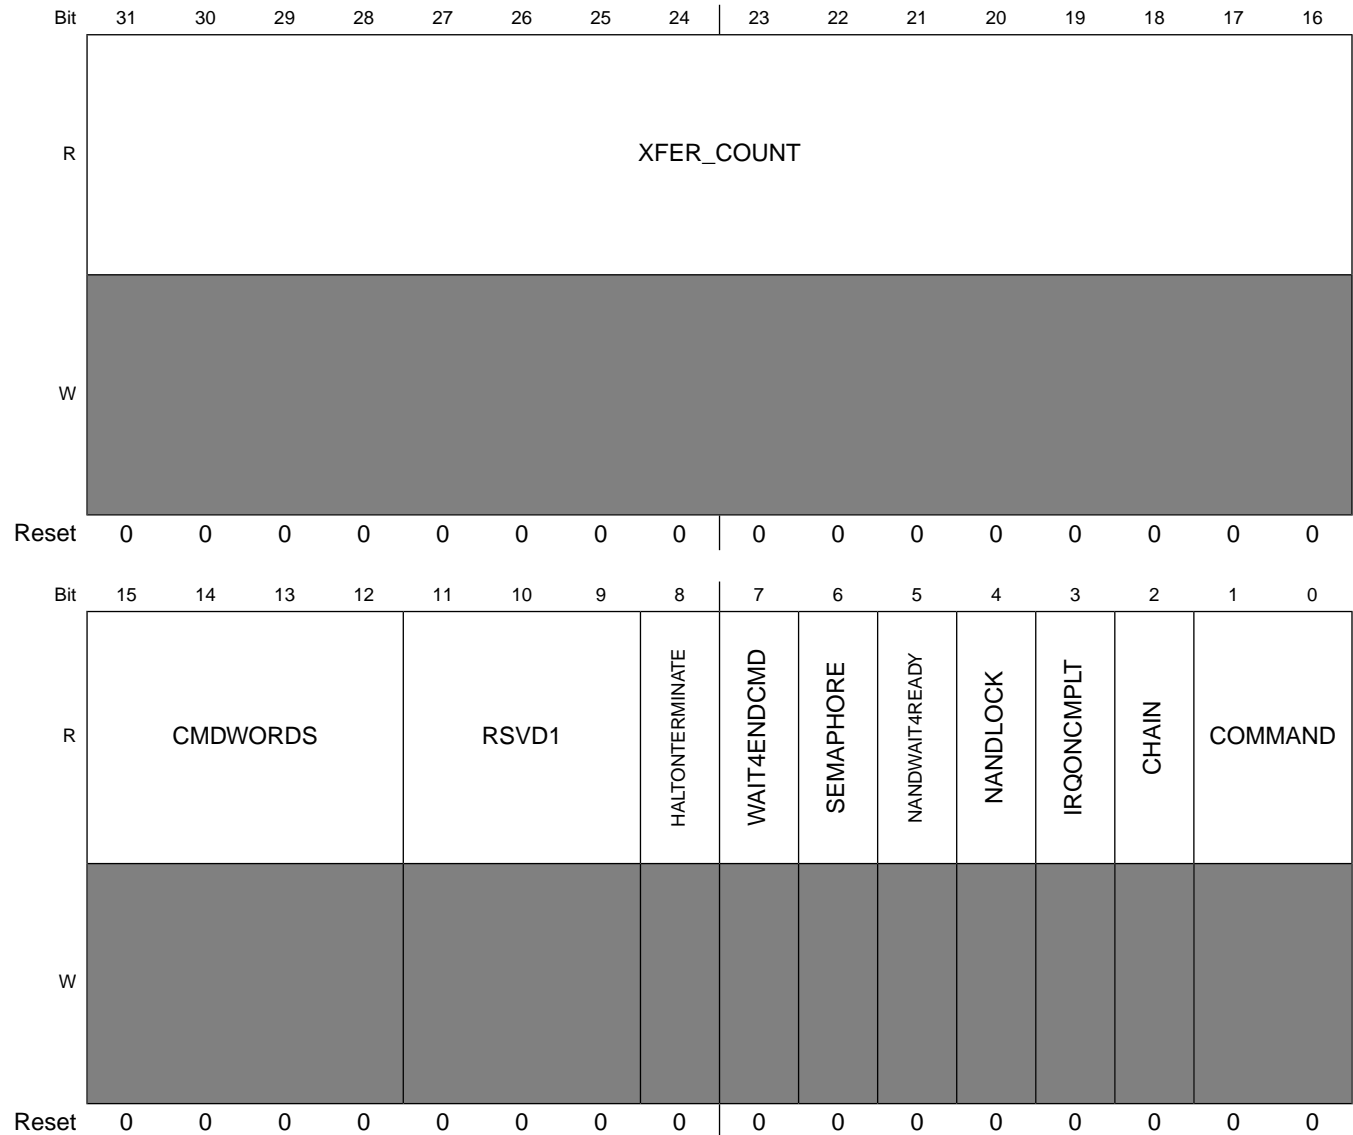 Bit 31 30 29 28 27 26 25 24 23 22 21 20 19 18 17 16
R XFER_COUNT
W
Reset 0 0 0 0 0 0 0 0 0 0 0 0 0 0 0 0
Bit 15 14 13 12 11 10 9 8 7 6 5 4 3 2 1 0
R CMDWORDS RSVD1 HALTONTERMINATE WAIT4ENDCMD SEMAPHORE NANDWAIT4READY NANDLOCK IRQONCMPLT CHAIN COMMAND
W
Reset 0 0 0 0 0 0 0 0 0 0 0 0 0 0 0 0